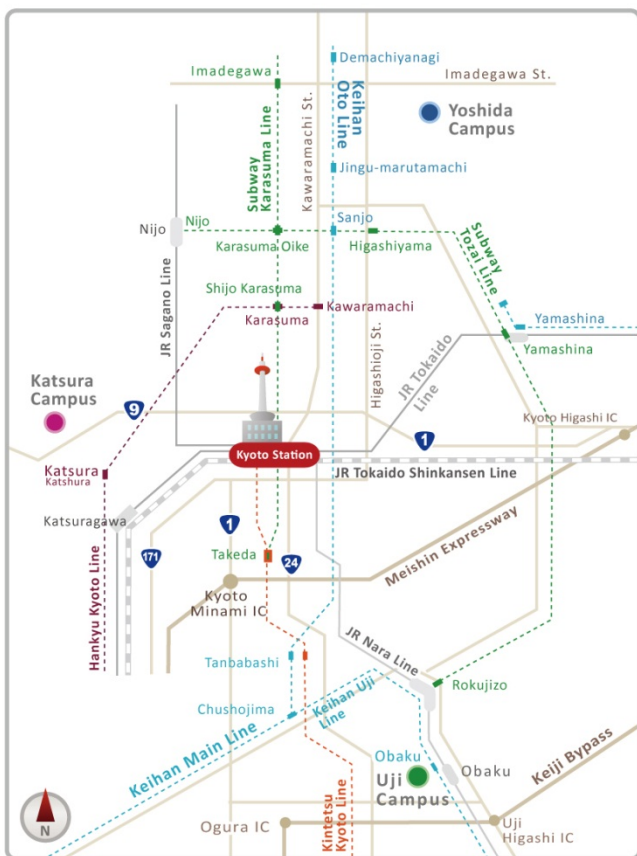 Demachiyanagi
Imadegawa
Imadegawa St.
Keihan
Oto Line
Yoshida
Campus
Subway
Karasuma Line
Kawaramachi St.
Jingu-marutamachi
Nijo
Nijo
Sanjo
Karasuma Oike
Higashiyama
Subway
Tozai Line
JR Sagano Line
Shijo Karasuma
Karasuma
Kawaramachi
Yamashina
Yamashina
Higashioji St.
JR Tokaido
Line
Katsura
Campus
9
Kyoto Higashi IC
1
Kyoto Station
JR Tokaido Shinkansen Line
Katsura
Katshura
Katsuragawa
1
Meishin Expressway
171
Takeda
24
Hankyu Kyoto Line
Kyoto
Minami IC
JR Nara Line
Tanbabashi
Rokujizo
Chushojima
Keihan Uji
Line
Keihan Main Line
Obaku
Obaku
Keiji Bypass
Uji
Campus
Kintetsu
Kyoto Line
Ogura IC
Uji
Higashi IC
N